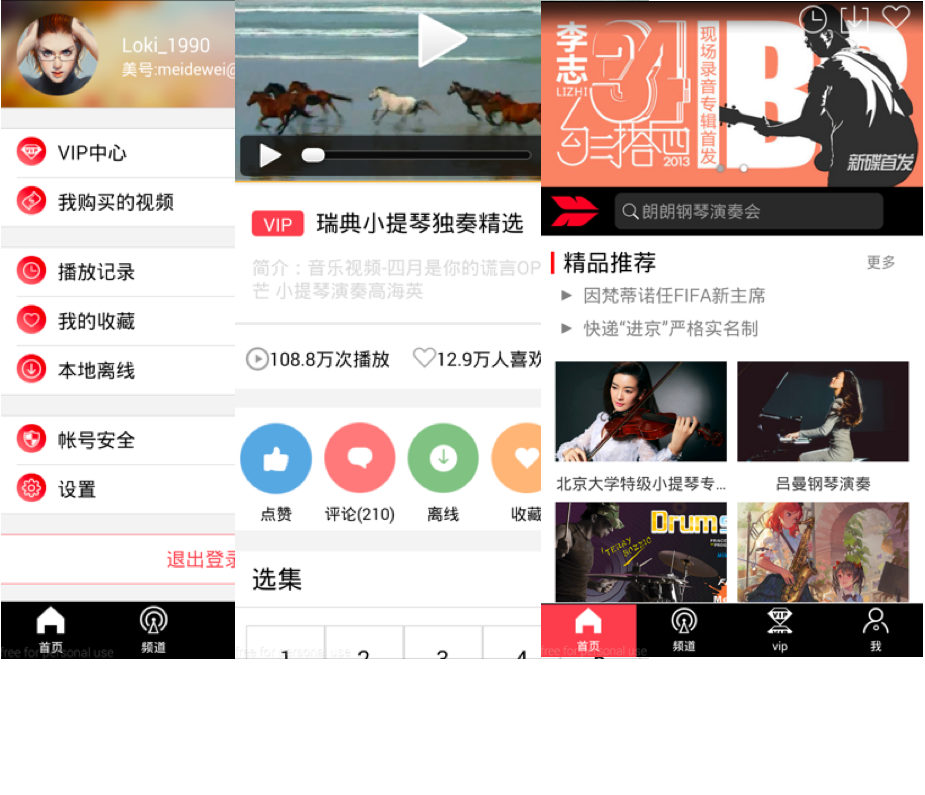 Loki_1990
美号:meidewei@
VIP中心
我购买的视频
播放记录
我的收藏
本地离线
帐号安全
设置
退出登录
首页
频道
free for personal use
VIP 瑞典小提琴独奏精选
简介：音乐视频-四月是你的谎言OP
芒 小提琴演奏高海英
108.8万次播放
12.9万人喜欢
点赞
评论(210)
离线
收藏
选集
1 2 3 4
free for personal use
李志
LIZHI
34
勾三搭四
2013
现场录音专辑首发
IB
新碟首发
朗朗钢琴演奏会
精品推荐
更多
因梵蒂诺任FIFA新主席
快递“进京”严格实名制
北京大学特级小提琴专...
吕曼钢琴演奏
Drum
TERRY BOZZIO
首页
频道
vip
我
free for personal use